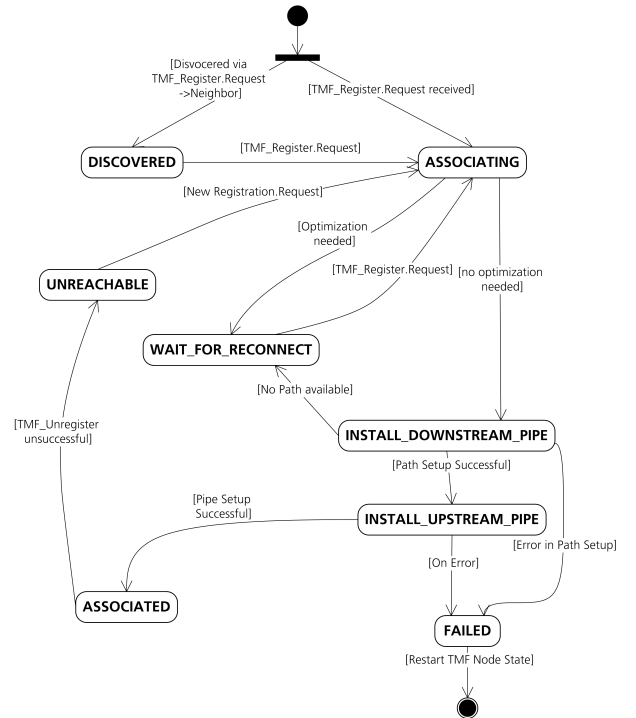 [Disvocered via
TMF_Register.Request
->Neighbor]
[TMF_Register.Request received]
DISCOVERED
[TMF_Register.Request]
ASSOCIATING
[New Registration.Request]
[Optimization
needed]
[TMF_Register.Request]
[no optimization
needed]
UNREACHABLE
WAIT_FOR_RECONNECT
[No Path available]
[TMF_Unregister
unsuccessful]
INSTALL_DOWNSTREAM_PIPE
[Path Setup Successful]
[Pipe Setup
Successful]
INSTALL_UPSTREAM_PIPE
[Error in Path Setup]
[On Error]
ASSOCIATED
FAILED
[Restart TMF Node State]